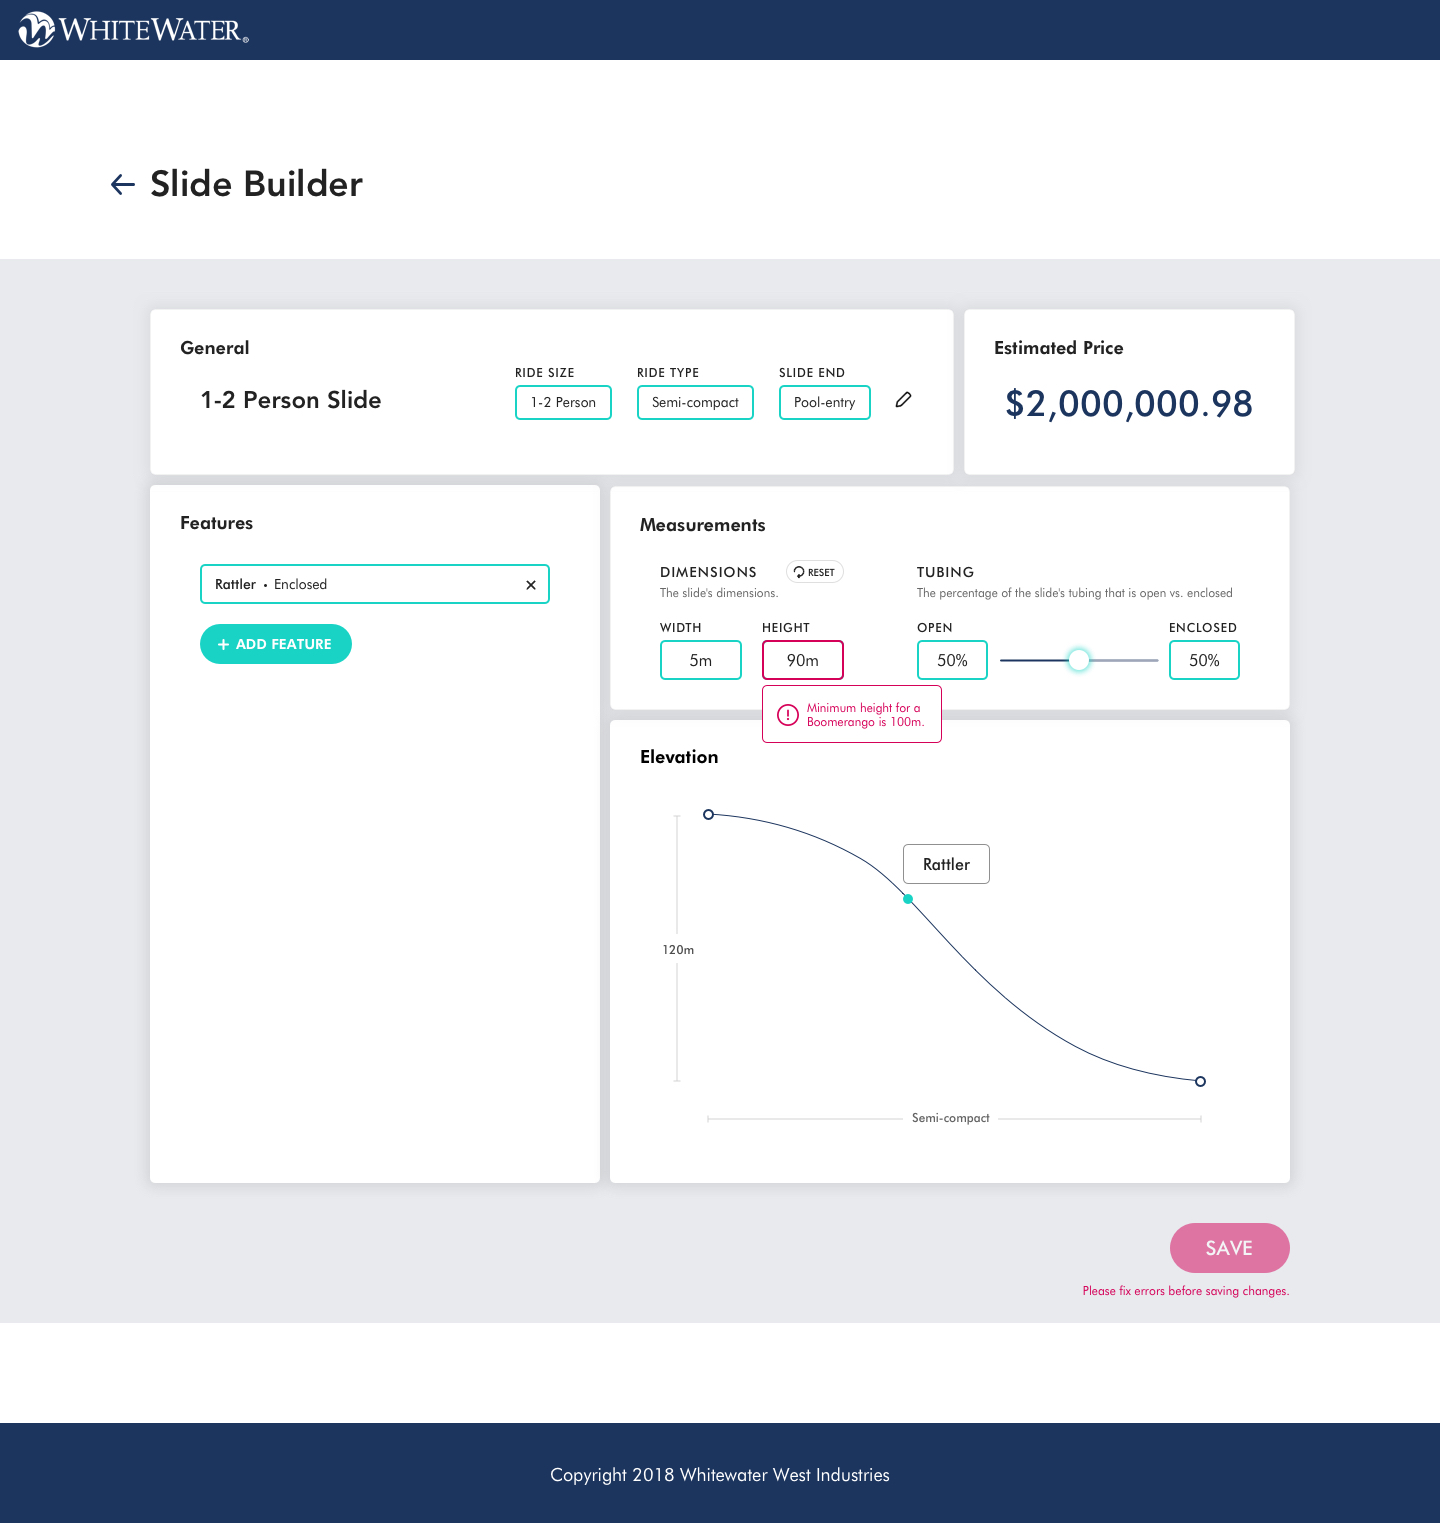 WHITEWATER®
Slide Builder
General
1-2 Person Slide
RIDE SIZE
1-2 Person
RIDE TYPE
Semi-compact
SLIDE END
Pool-entry
Estimated Price
$2,000,000.98
Features
Rattler • Enclosed
+ ADD FEATURE
Measurements
DIMENSIONS
RESET
The slide's dimensions.
WIDTH
5m
HEIGHT
90m
Minimum height for a
Boomerango is 100m.
TUBING
The percentage of the slide's tubing that is open vs. enclosed
OPEN
50%
ENCLOSED
50%
Elevation
Rattler
120m
Semi-compact
SAVE
Please fix errors before saving changes.
Copyright 2018 Whitewater West Industries